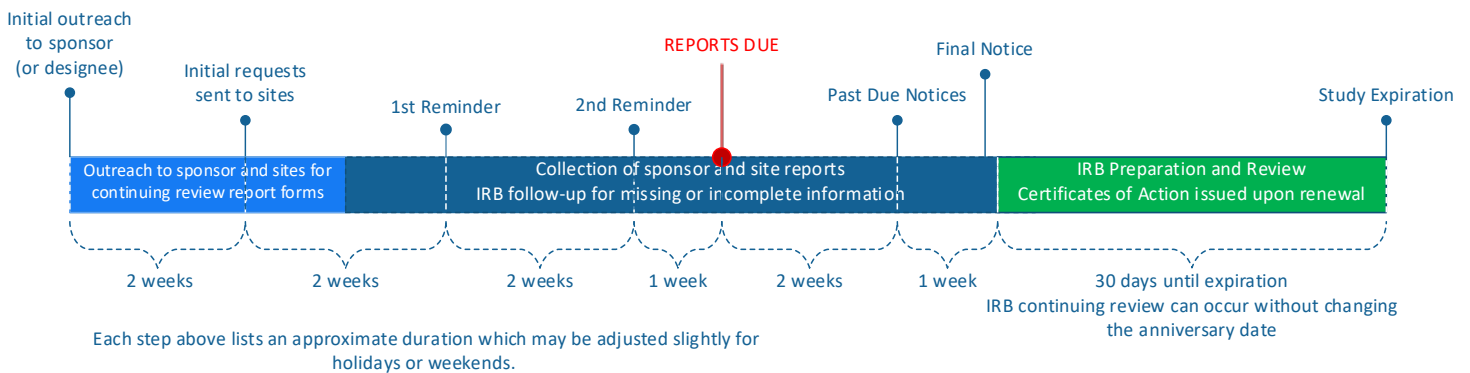 Initial outreach
to sponsor
(or designee)
Initial requests
sent to sites
1st Reminder
2nd Reminder
REPORTS DUE
Past Due Notices
Final Notice
Study Expiration
Outreach to sponsor and sites for
continuing review report forms
Collection of sponsor and site reports
IRB follow-up for missing or incomplete information
IRB Preparation and Review
Certificates of Action issued upon renewal
2 weeks
2 weeks
2 weeks
1 week
2 weeks
1 week
30 days until expiration
IRB continuing review can occur without changing
the anniversary date
Each step above lists an approximate duration which may be adjusted slightly for
holidays or weekends.